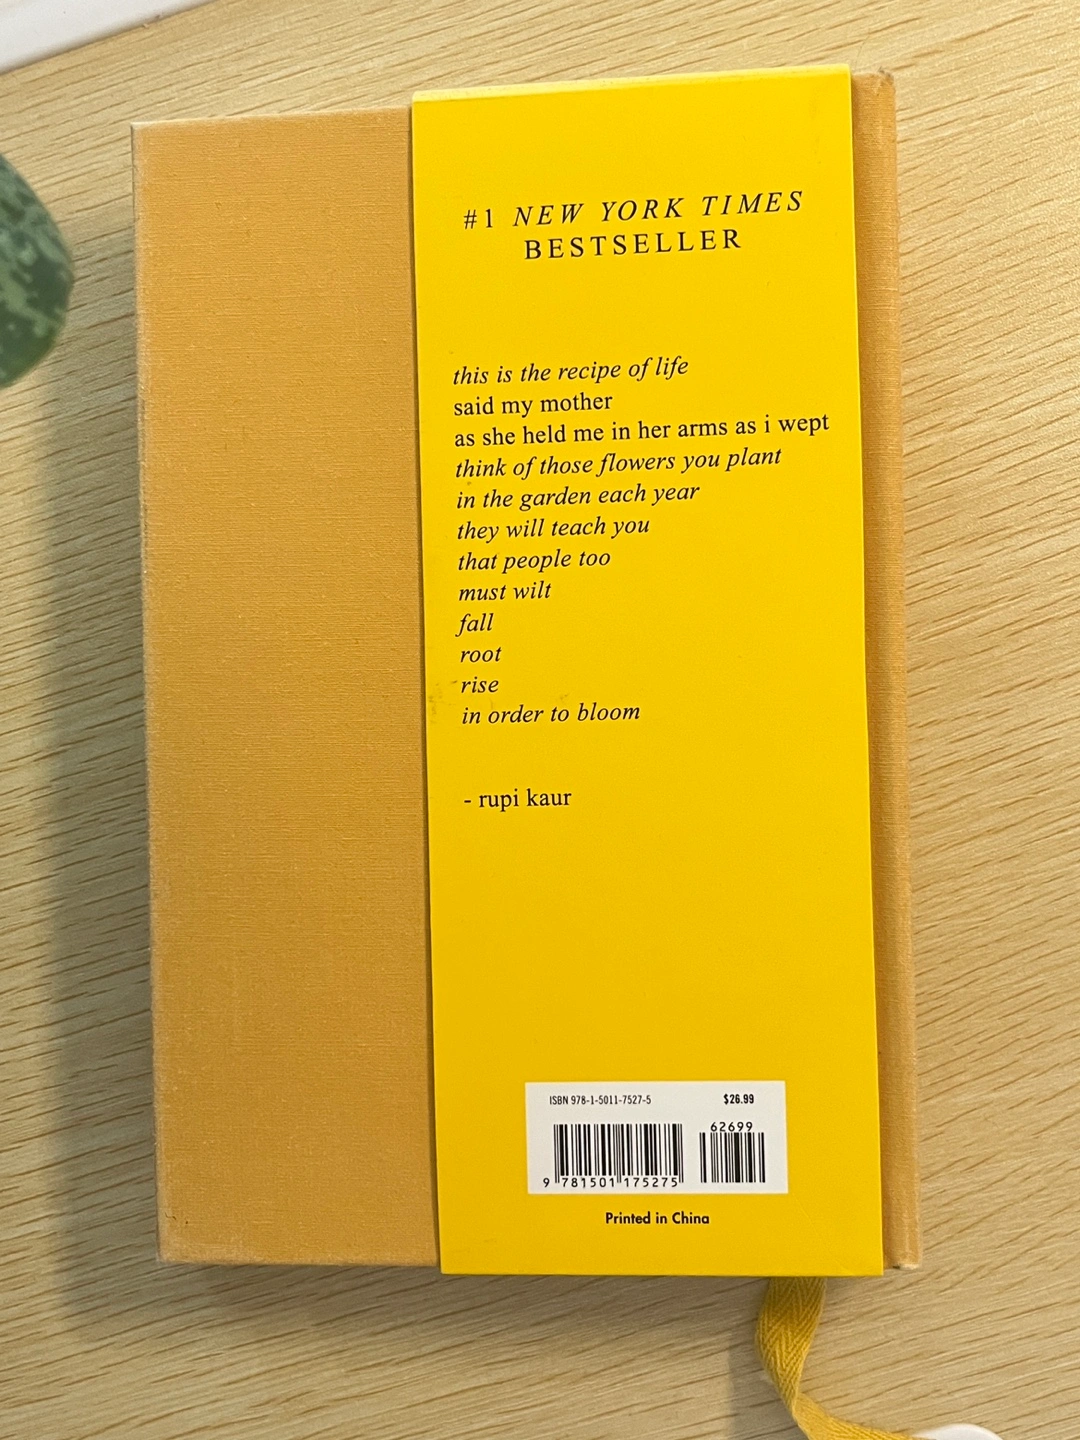 #1 NEW YORK TIMES
BESTSELLER
this is the recipe of life
said my mother
as she held me in her arms as i wept
think of those flowers you plant
in the garden each year
they will teach you
that people too
must wilt
fall
root
rise
in order to bloom
- rupi kaur
ISBN 978-1-5011-7527-5 $26.99
62699
9 781501 175275
Printed in China